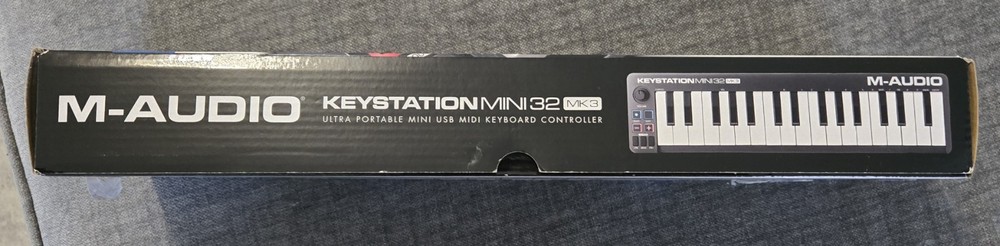 M-AUDIO®
KEYSTATION MINI 32 MK3
ULTRA PORTABLE MINI USB MIDI KEYBOARD CONTROLLER
KEYSTATION MINI 32 MK3
M-AUDIO